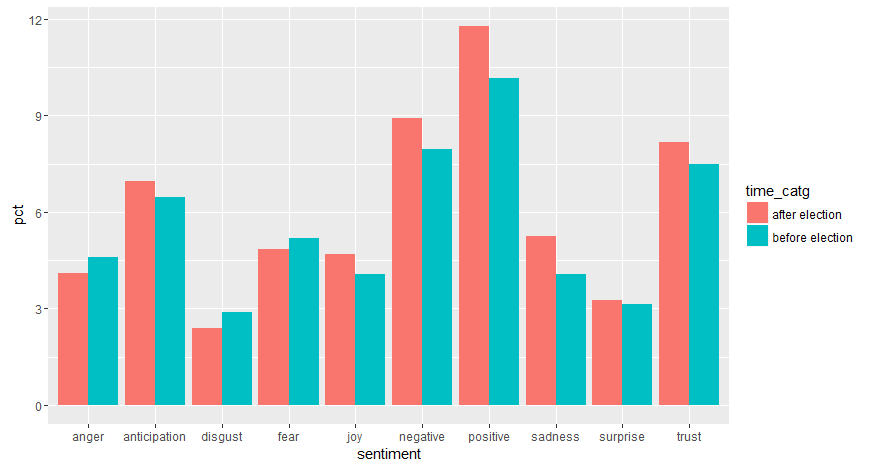 12
9
6
3
0
pct
anger anticipation disgust fear joy negative positive sadness surprise trust
sentiment
time_catg
after election
before election